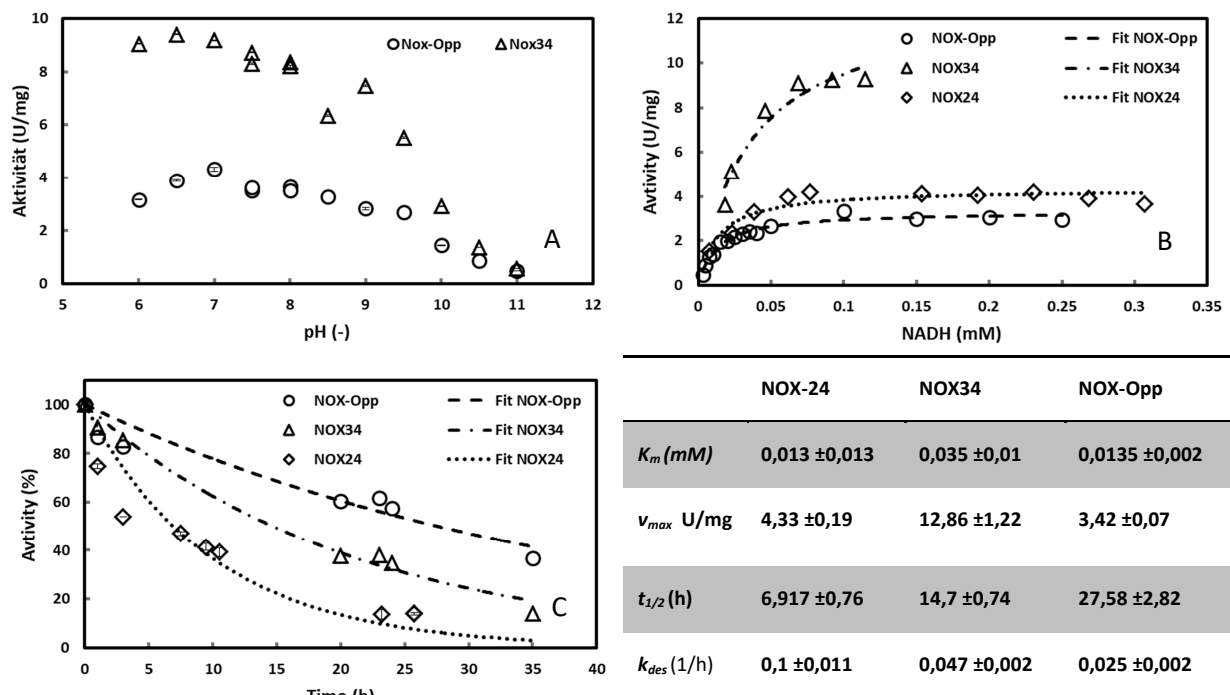 10
8
6
4
2
0
Aktivität (U/mg)
Nox-Opp
Nox34
A
5 6 7 8 9 10 11 12
pH (-)
12
10
8
6
4
2
0
Avtivity (U/mg)
NOX-Opp
Fit NOX-Opp
NOX34
Fit NOX34
NOX24
Fit NOX24
B
0 0.05 0.1 0.15 0.2 0.25 0.3 0.35
NADH (mM)
100
80
60
40
20
0
Avtivity (%)
NOX-Opp
Fit NOX-Opp
NOX34
Fit NOX34
NOX24
Fit NOX24
C
0 5 10 15 20 25 30 35 40
Time (h)
NOX-24 NOX34 NOX-Opp
Km (mM) 0,013 ±0,013 0,035 ±0,01 0,0135 ±0,002
vmax U/mg 4,33 ±0,19 12,86 ±1,22 3,42 ±0,07
t1/2 (h) 6,917 ±0,76 14,7 ±0,74 27,58 ±2,82
kdes (1/h) 0,1 ±0,011 0,047 ±0,002 0,025 ±0,002